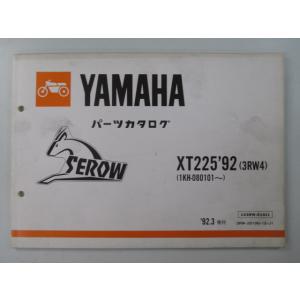 YAMAHA
パーツカタログ
SEROW
XT225'92 (3RW4)
(1KH-080101〜)
'92.3 発行